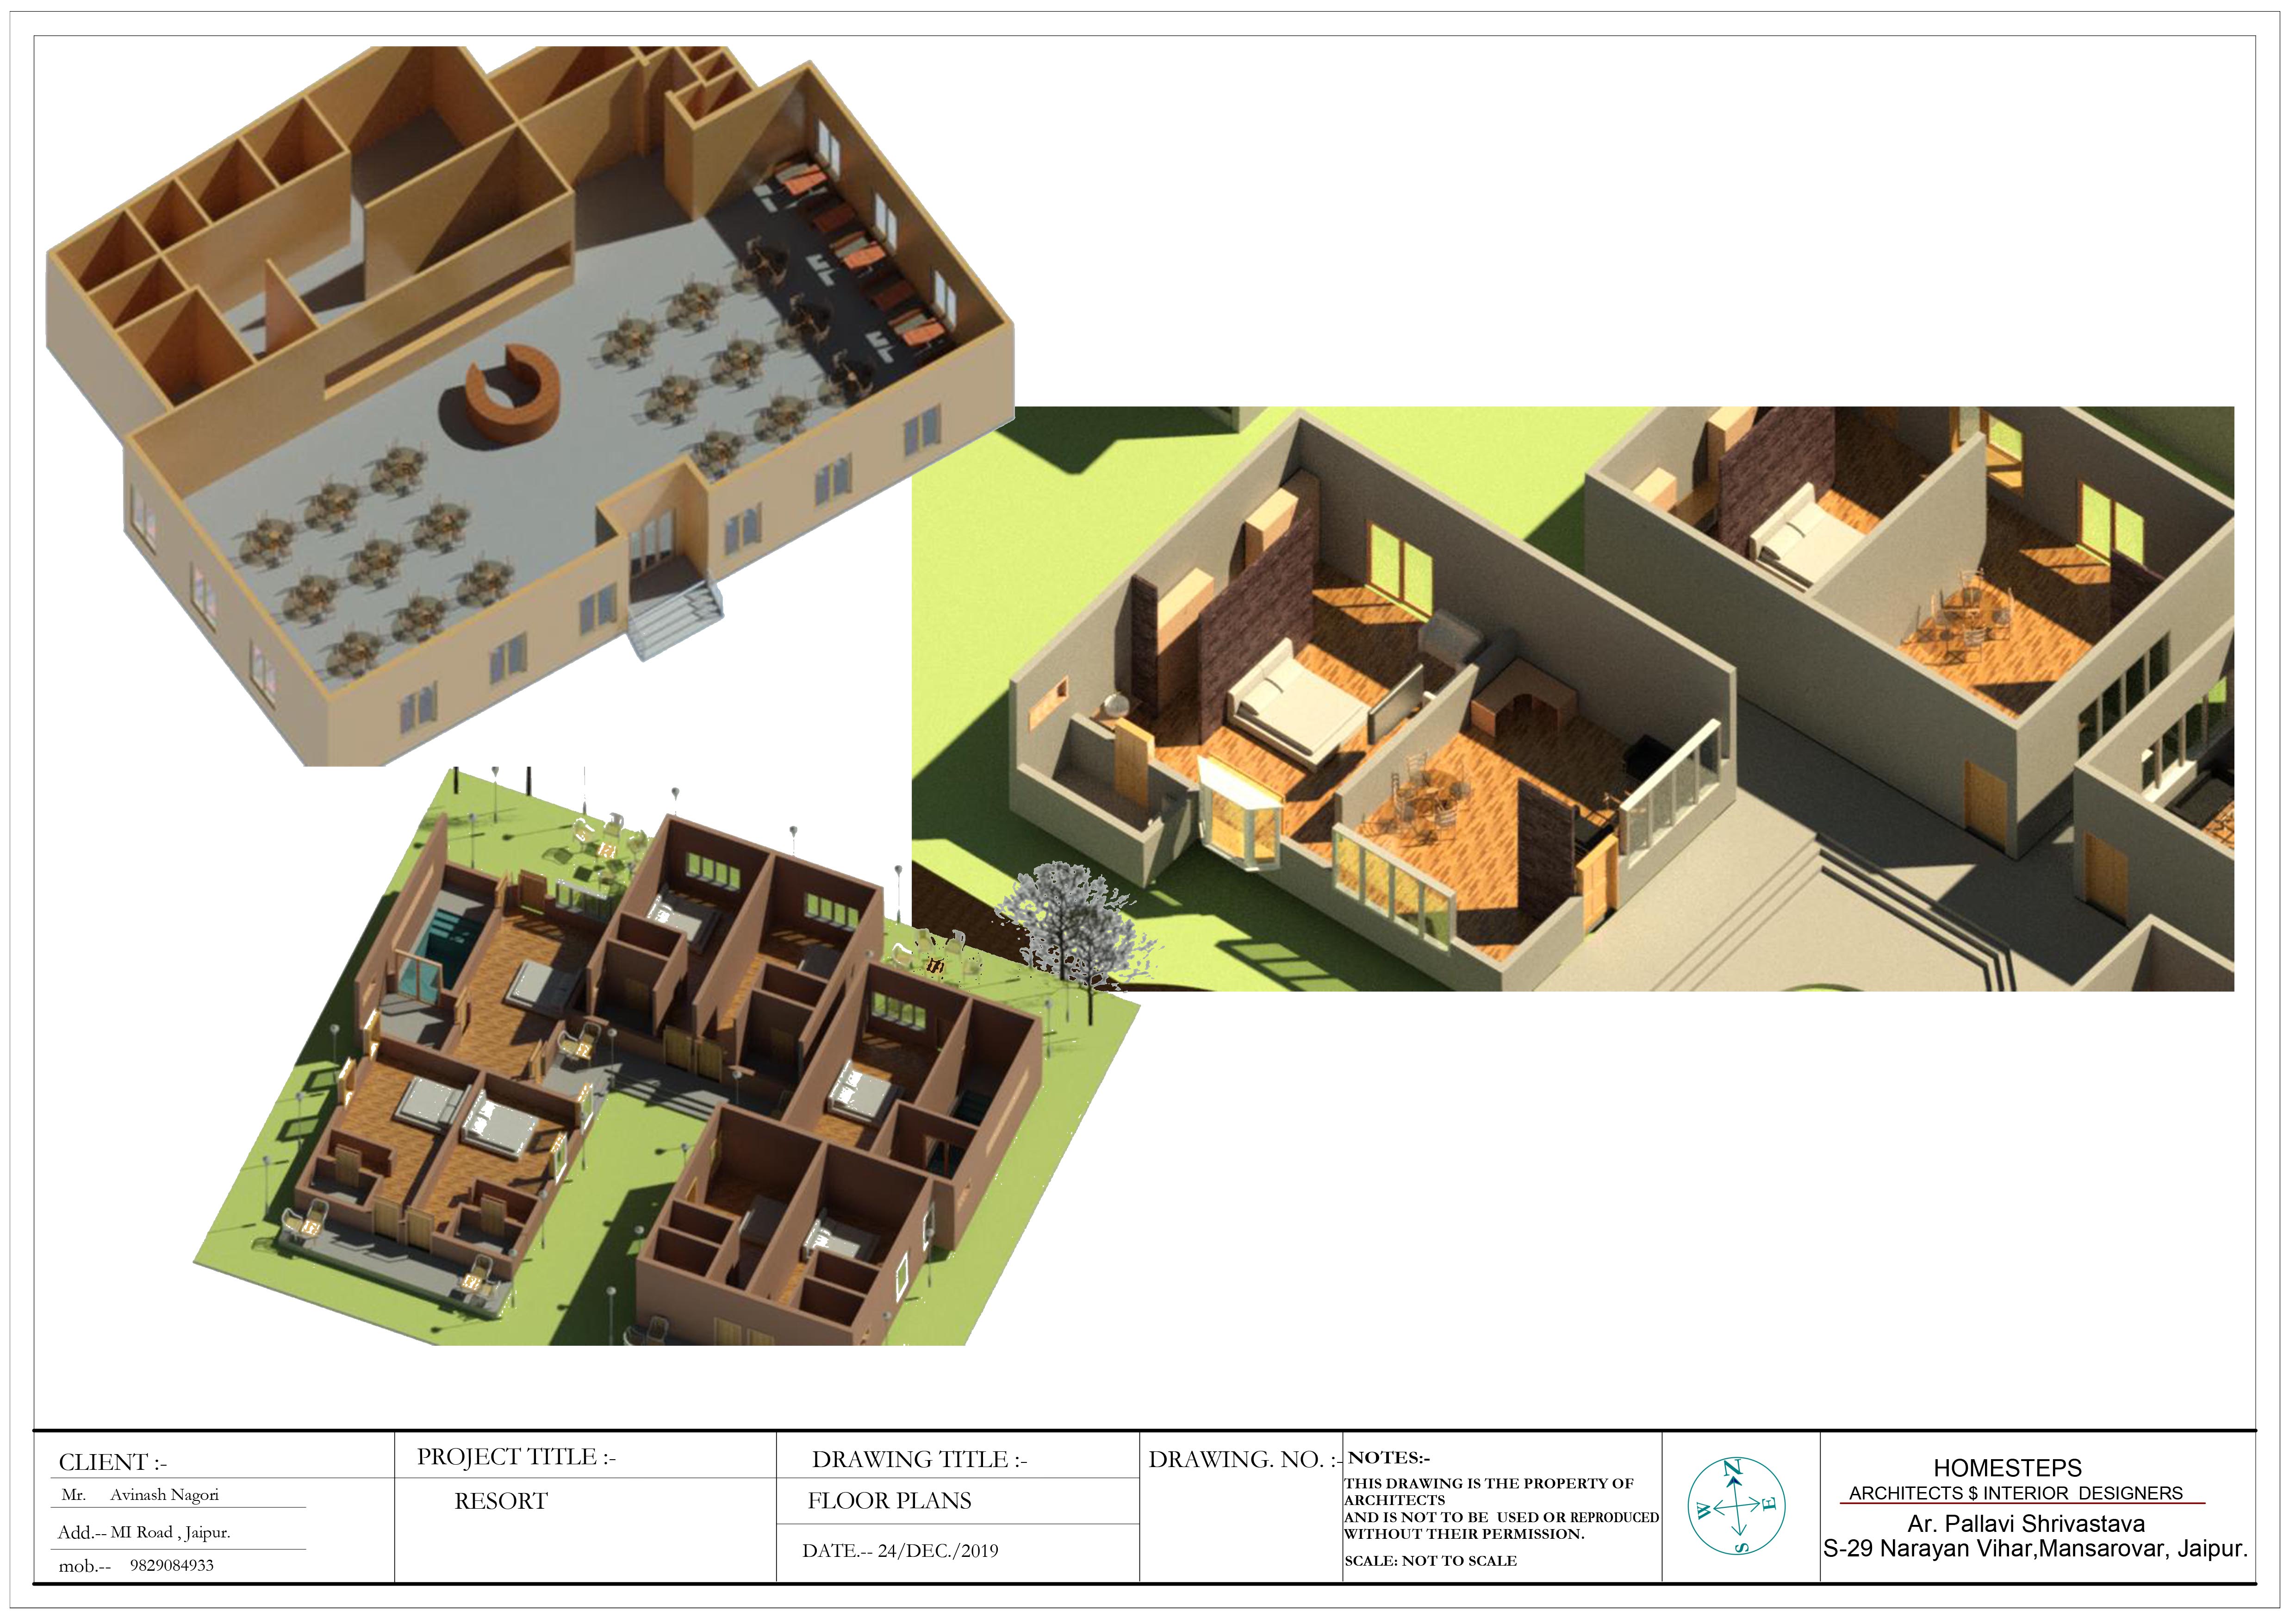 CLIENT :-
Mr. Avinash Nagori
Add.-- MI Road , Jaipur.
mob.-- 9829084933
PROJECT TITLE :-
RESORT
DRAWING TITLE :-
FLOOR PLANS
DATE.-- 24/DEC./2019
DRAWING. NO. :-
NOTES:-
THIS DRAWING IS THE PROPERTY OF
ARCHITECTS
AND IS NOT TO BE USED OR REPRODUCED
WITHOUT THEIR PERMISSION.
SCALE: NOT TO SCALE
N
W E
S
HOMESTEPS
ARCHITECTS $ INTERIOR DESIGNERS
Ar. Pallavi Shrivastava
S-29 Narayan Vihar,Mansarovar, Jaipur.